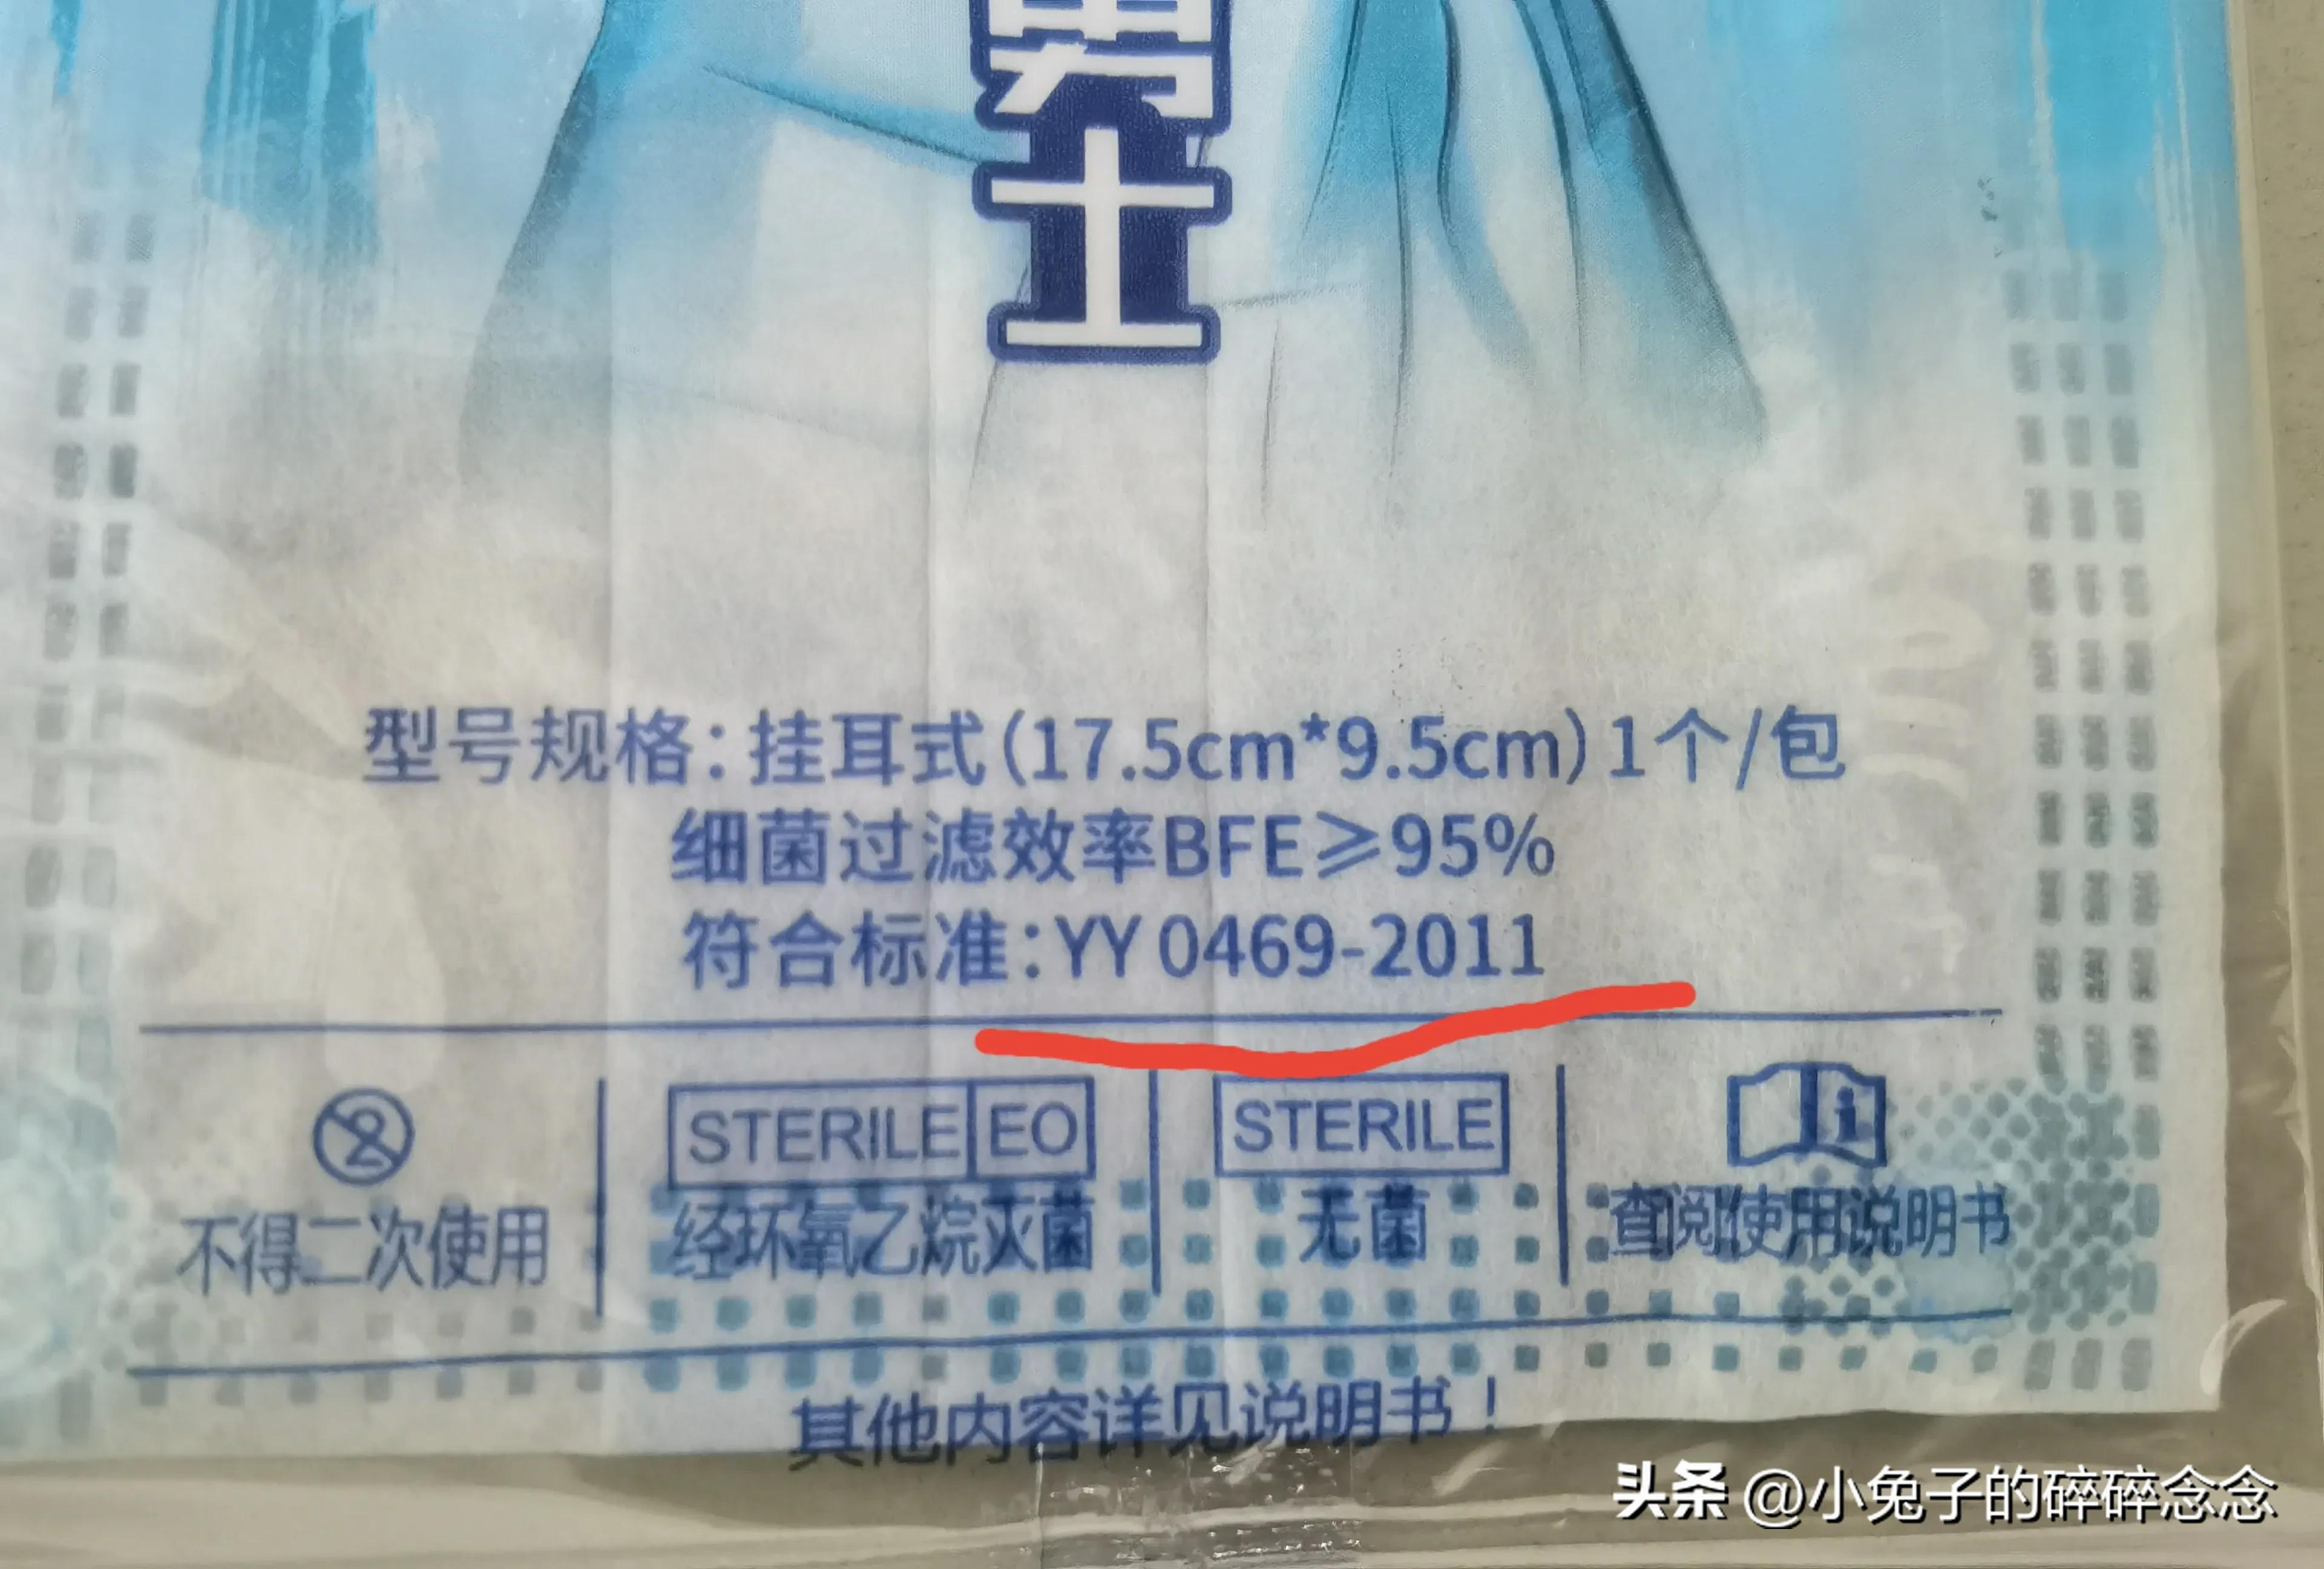 男士
型号规格：挂耳式(17.5cm*9.5cm)1个/包
细菌过滤效率BFE≥95%
符合标准：YY 0469-2011
2
STERILE EO
STERILE
i
不得二次使用
经环氧乙烷灭菌
无菌
查阅使用说明书
其他内容详见说明书！
头条 @小兔子的碎碎念念